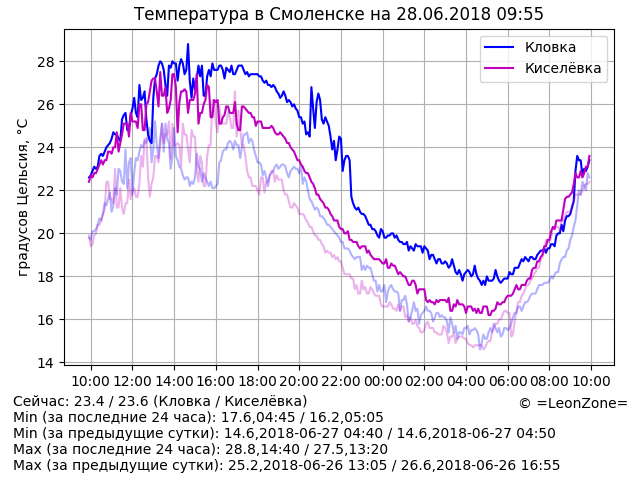 Температура в Смоленске на 28.06.2018 09:55
Кловка
Киселёвка
градусов Цельсия, °C
28
26
24
22
20
18
16
14
10:00 12:00 14:00 16:00 18:00 20:00 22:00 00:00 02:00 04:00 06:00 08:00 10:00
Сейчас: 23.4 / 23.6 (Кловка / Киселёвка)
© =LeonZone=
Min (за последние 24 часа): 17.6,04:45 / 16.2,05:05
Min (за предыдущие сутки): 14.6,2018-06-27 04:40 / 14.6,2018-06-27 04:50
Max (за последние 24 часа): 28.8,14:40 / 27.5,13:20
Max (за предыдущие сутки): 25.2,2018-06-26 13:05 / 26.6,2018-06-26 16:55